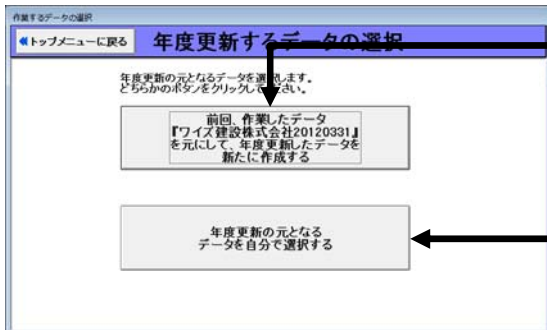 作業するデータの選択
トップメニューに戻る
年度更新するデータの選択
年度更新の元となるデータを選択します。
どちらかのボタンをクリックしてください。
前回、作業したデータ
『ワイズ建設株式会社20120331』
を元にして、年度更新したデータを
新たに作成する
年度更新の元となる
データを自分で選択する